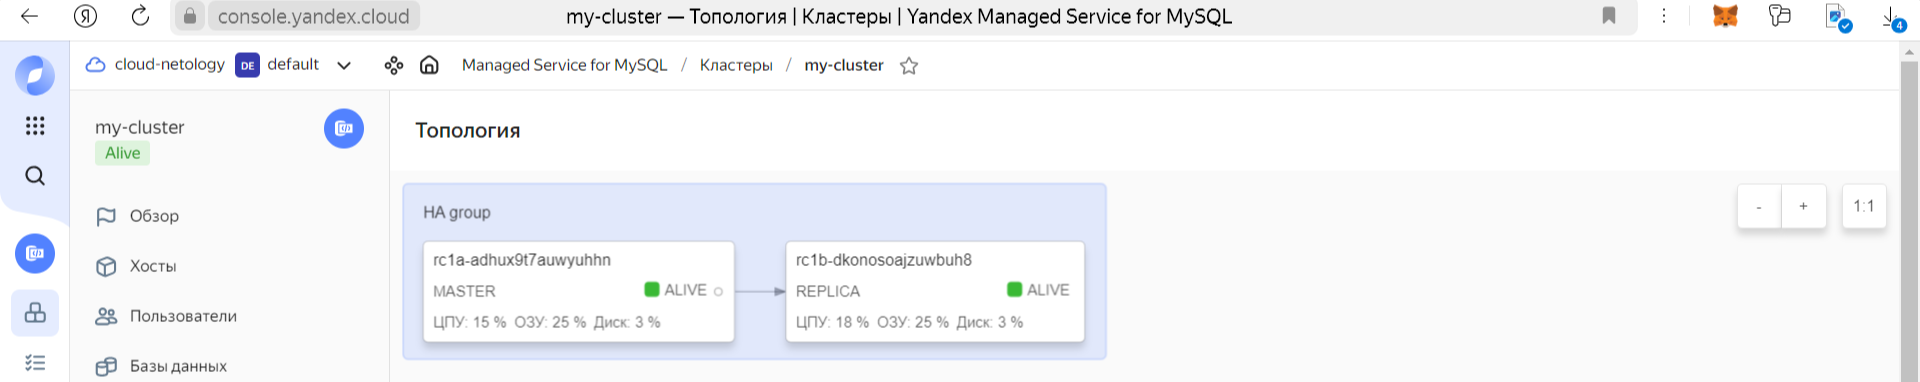 console.yandex.cloud
my-cluster — Топология | Кластеры | Yandex Managed Service for MySQL
4
cloud-netology DE default
Managed Service for MySQL / Кластеры / my-cluster
my-cluster
Alive
Обзор
Хосты
Пользователи
Базы данных
Топология
HA group
rc1a-adhux9t7auwyuhhn
MASTER ALIVE
ЦПУ: 15 % ОЗУ: 25 % Диск: 3 %
rc1b-dkonosoajzuwbuh8
REPLICA ALIVE
ЦПУ: 18 % ОЗУ: 25 % Диск: 3 %
- + 1:1